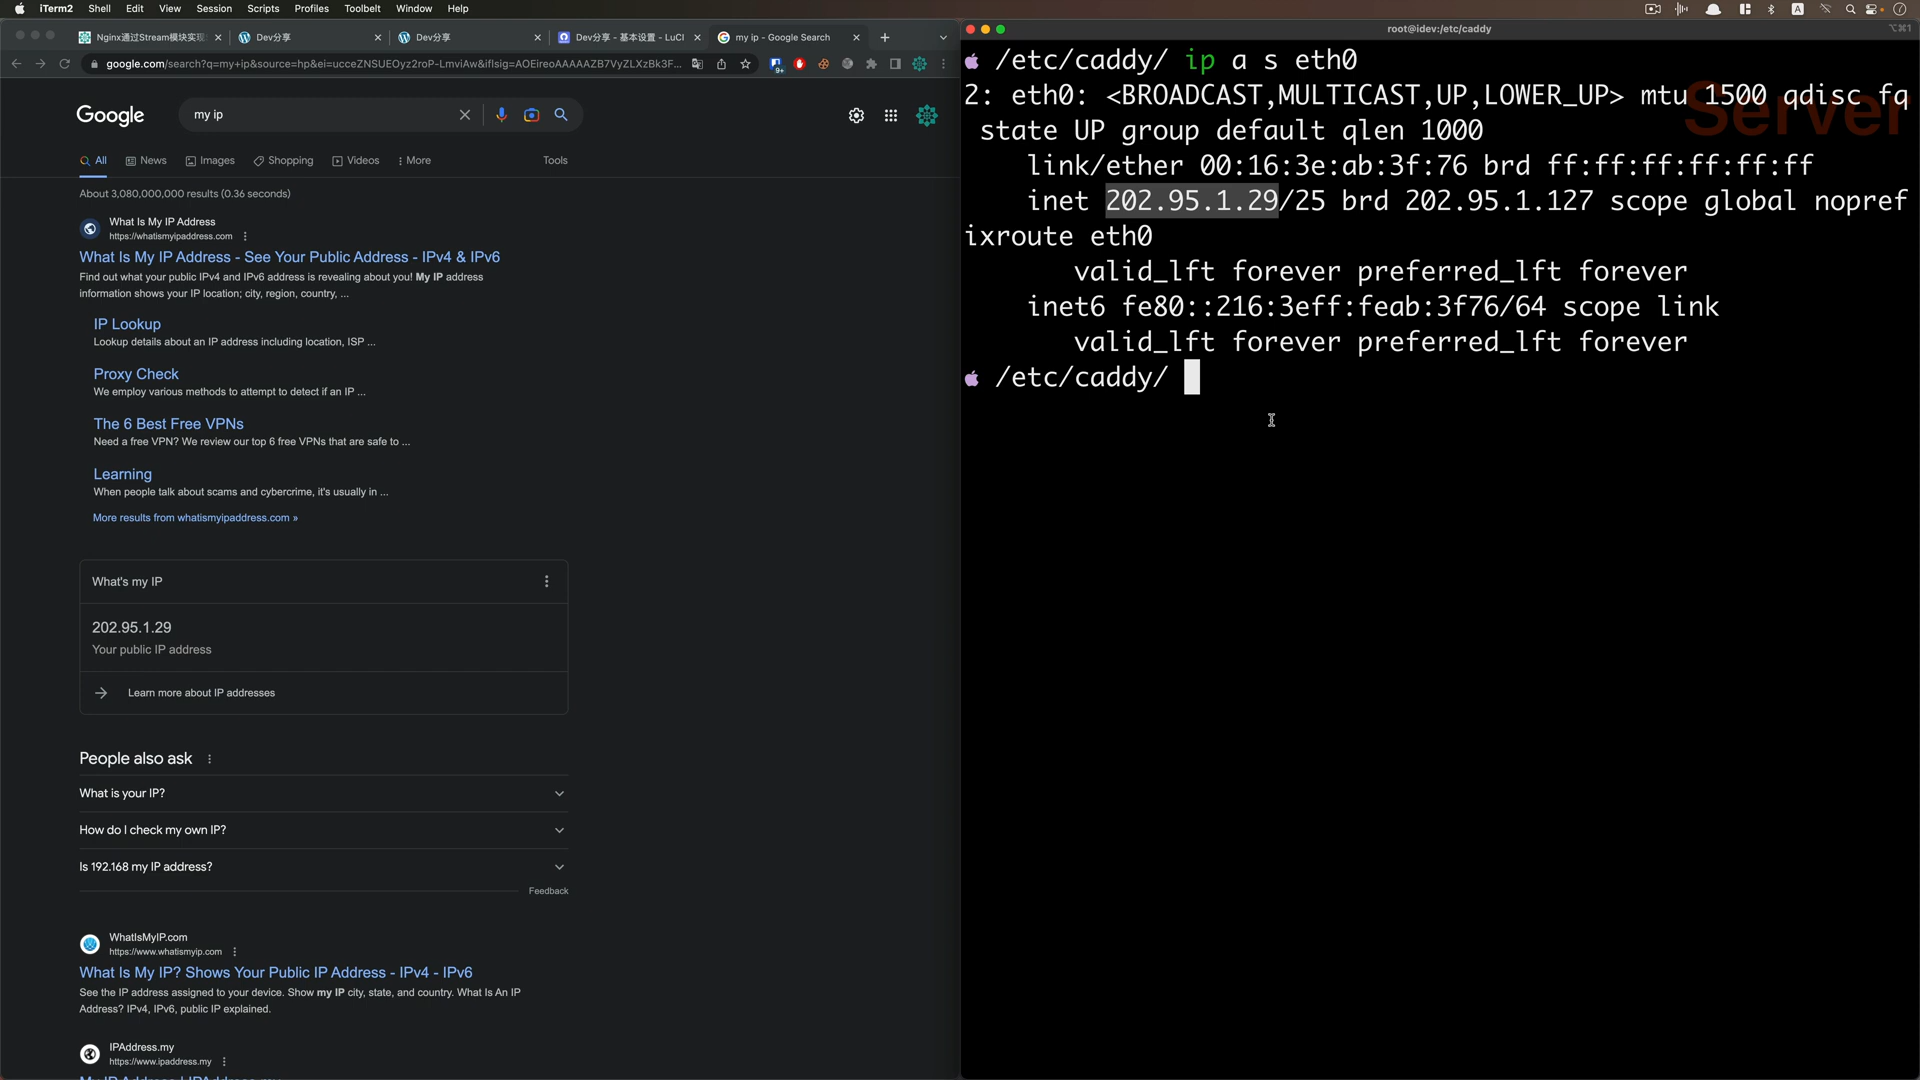 iTerm2 Shell Edit View Session Scripts Profiles Toolbelt Window Help
Nginx通过Stream模块实现
Dev分享
Dev分享
Dev分享 - 基本设置 - LuCI
my ip - Google Search
google.com/search?q=my+ip&source=hp&ei=ucceZNSUEOyz2roP-LmviAw&iflsig=AOEireoAAAAAZB7VyZLXzBk3F...
Google
my ip
All News Images Shopping Videos More Tools
About 3,080,000,000 results (0.36 seconds)
What Is My IP Address
https://whatismyipaddress.com
What Is My IP Address - See Your Public Address - IPv4 & IPv6
Find out what your public IPv4 and IPv6 address is revealing about you! My IP address
information shows your IP location; city, region, country, ...
IP Lookup
Lookup details about an IP address including location, ISP ...
Proxy Check
We employ various methods to attempt to detect if an IP ...
The 6 Best Free VPNs
Need a free VPN? We review our top 6 free VPNs that are safe to ...
Learning
When people talk about scams and cybercrime, it's usually in ...
More results from whatismyipaddress.com »
What's my IP
202.95.1.29
Your public IP address
Learn more about IP addresses
People also ask
What is your IP?
How do I check my own IP?
Is 192.168 my IP address?
Feedback
WhatIsMyIP.com
https://www.whatismyip.com
What Is My IP? Shows Your Public IP Address - IPv4 - IPv6
See the IP address assigned to your device. Show my IP city, state, and country. What Is An IP
Address? IPv4, IPv6, public IP explained.
IPAddress.my
https://www.ipaddress.my
root@idev:/etc/caddy
⌥⌘1
Server
/etc/caddy/ ip a s eth0
2: eth0: <BROADCAST,MULTICAST,UP,LOWER_UP> mtu 1500 qdisc fq
state UP group default qlen 1000
link/ether 00:16:3e:ab:3f:76 brd ff:ff:ff:ff:ff:ff
inet 202.95.1.29/25 brd 202.95.1.127 scope global nopref
ixroute eth0
valid_lft forever preferred_lft forever
inet6 fe80::216:3eff:feab:3f76/64 scope link
valid_lft forever preferred_lft forever
/etc/caddy/